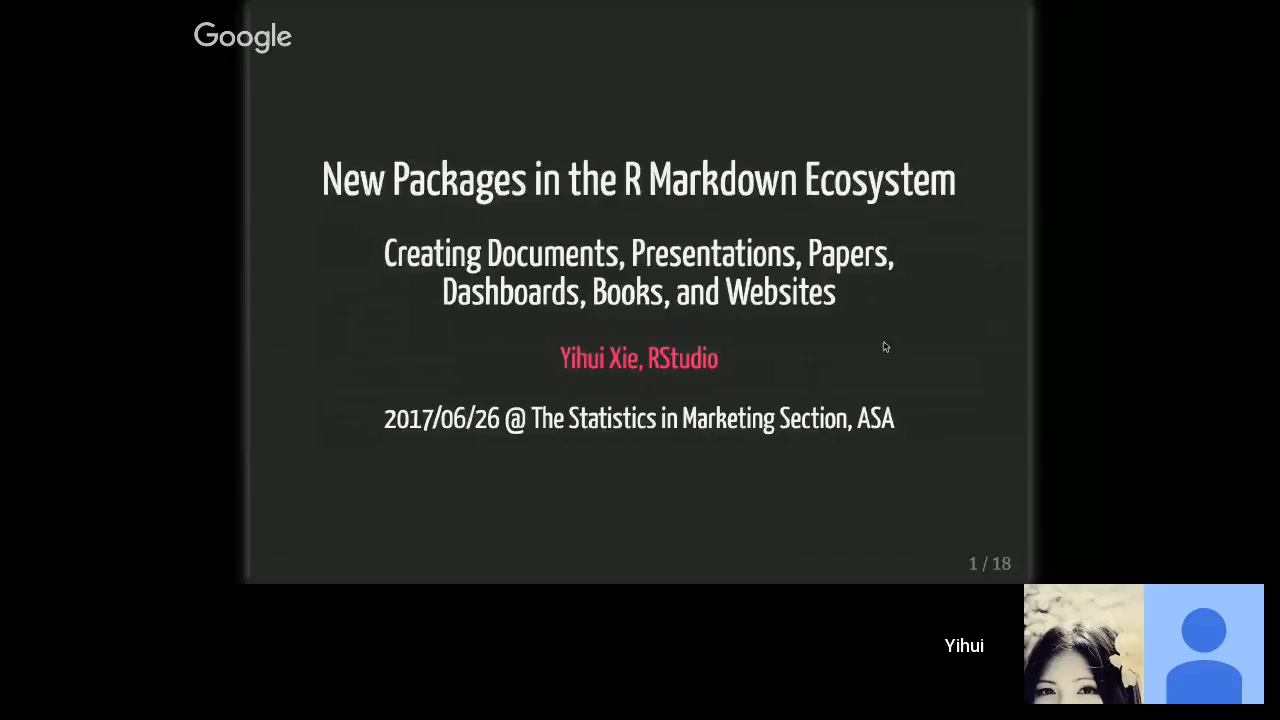 Google
New Packages in the R Markdown Ecosystem
Creating Documents, Presentations, Papers,
Dashboards, Books, and Websites
Yihui Xie, RStudio
2017/06/26 @ The Statistics in Marketing Section, ASA
1 / 18
Yihui